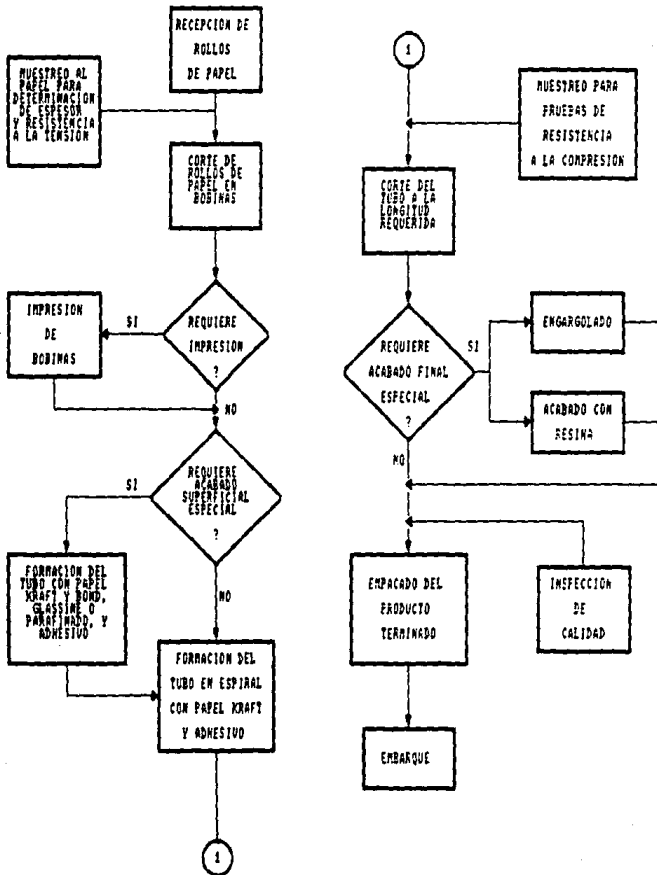 RECEPCION DE
ROLLOS
DE PAPEL
MUESTREO AL
PAPEL PARA
DETERMINACION
DE ESPESOR
Y RESISTENCIA
A LA TENSION
CORTE DE
ROLLOS DE
PAPEL EN
BOBINAS
REQUIERE
IMPRESION
?
SI
IMPRESION
DE
BOBINAS
NO
REQUIERE
ACABADO
SUPERFICIAL
ESPECIAL
?
SI
FORMACION DEL
TUBO CON PAPEL
KRAFT Y BOND,
GLASSINE O
PARAFINADO, Y
ADHESIVO
NO
FORMACION DEL
TUBO EN ESPIRAL
CON PAPEL KRAFT
Y ADHESIVO
1
1
MUESTREO PARA
PRUEBAS DE
RESISTENCIA
A LA COMPRESION
CORTE DEL
TUBO A LA
LONGITUD
REQUERIDA
REQUIERE
ACABADO FINAL
ESPECIAL
?
SI
ENGARGOLADO
ACABADO CON
RESINA
NO
EMPACADO DEL
PRODUCTO
TERMINADO
INSPECCION
DE
CALIDAD
EMBARQUE